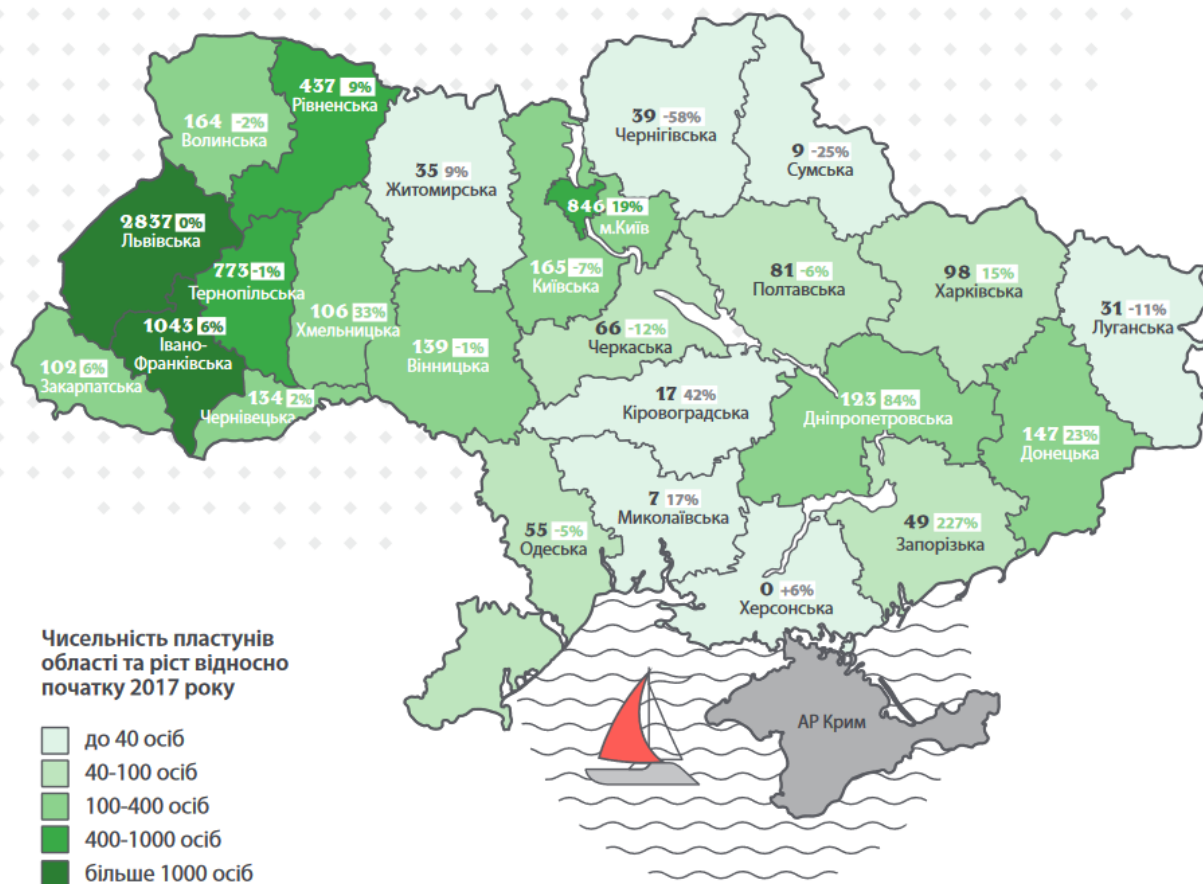 437 9%
Рівненська
164 -2%
Волинська
39 -58%
Чернігівська
9 -25%
Сумська
35 9%
Житомирська
846 19%
м.Київ
2837 0%
Львівська
773 -1%
Тернопільська
165 -7%
Київська
81 -6%
Полтавська
98 15%
Харківська
31 -11%
Луганська
106 33%
Хмельницька
1043 6%
Івано-
Франківська
66 -12%
Черкаська
139 -1%
Вінницька
102 6%
Закарпатська
134 2%
Чернівецька
17 42%
Кіровоградська
123 84%
Дніпропетровська
147 23%
Донецька
7 17%
Миколаївська
55 -5%
Одеська
49 227%
Запорізька
0 +6%
Херсонська
АР Крим
Чисельність пластунів
області та ріст відносно
початку 2017 року
до 40 осіб
40-100 осіб
100-400 осіб
400-1000 осіб
більше 1000 осіб